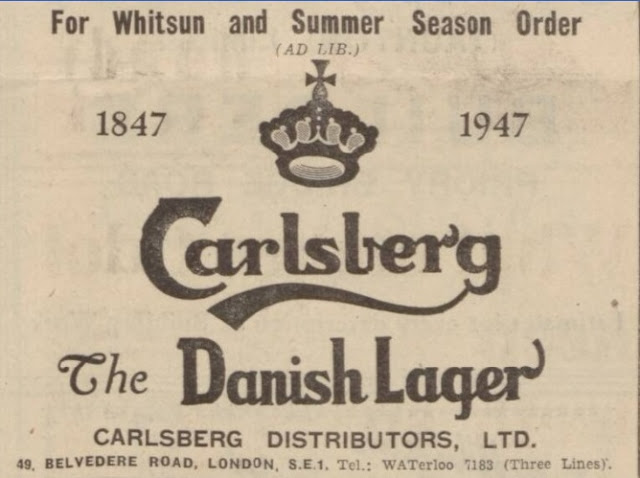 For Whitsun and Summer Season Order
(AD LIB.)
1847 1947
Carlsberg
The Danish Lager
CARLSBERG DISTRIBUTORS, LTD.
49, BELVEDERE ROAD, LONDON, S.E.1. Tel.: WATerloo 7183 (Three Lines).